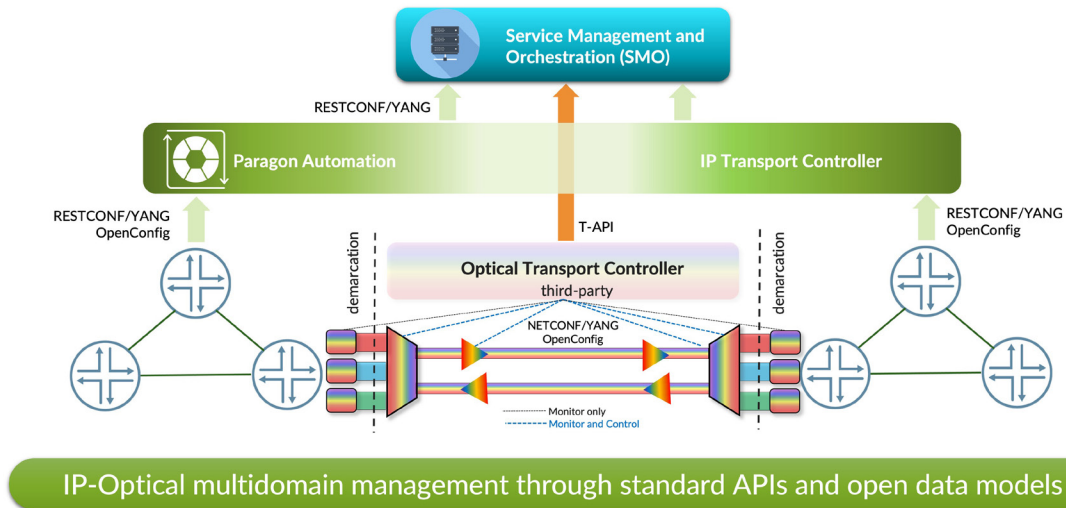 Service Management and
Orchestration (SMO)
RESTCONF/YANG
Paragon Automation
IP Transport Controller
RESTCONF/YANG
OpenConfig
T-API
RESTCONF/YANG
OpenConfig
demarcation
Optical Transport Controller
third-party
demarcation
NETCONF/YANG
OpenConfig
Monitor only
Monitor and Control
IP-Optical multidomain management through standard APIs and open data models